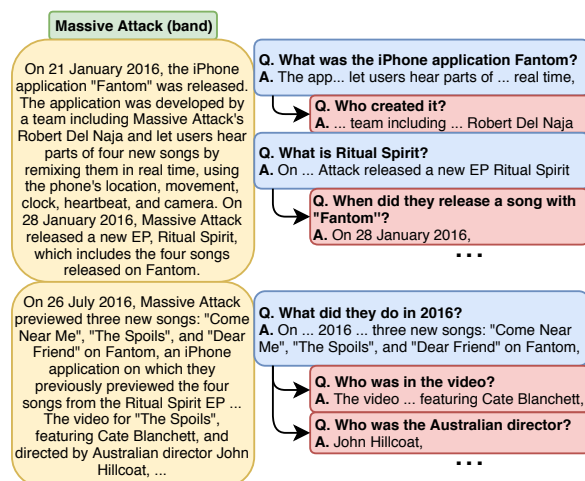 Massive Attack (band)
On 21 January 2016, the iPhone
application "Fantom" was released.
The application was developed by
a team including Massive Attack's
Robert Del Naja and let users hear
parts of four new songs by
remixing them in real time, using
the phone's location, movement,
clock, heartbeat, and camera. On
28 January 2016, Massive Attack
released a new EP, Ritual Spirit,
which includes the four songs
released on Fantom.
Q. What was the iPhone application Fantom?
A. The app... let users hear parts of ... real time,
Q. Who created it?
A. ... team including ... Robert Del Naja
Q. What is Ritual Spirit?
A. On ... Attack released a new EP Ritual Spirit
Q. When did they release a song with
"Fantom"?
A. On 28 January 2016,
...
On 26 July 2016, Massive Attack
previewed three new songs: "Come
Near Me", "The Spoils", and "Dear
Friend" on Fantom, an iPhone
application on which they
previously previewed the four
songs from the Ritual Spirit EP ...
The video for "The Spoils",
featuring Cate Blanchett, and
directed by Australian director John
Hillcoat, ...
Q. What did they do in 2016?
A. On ... 2016 ... three new songs: "Come Near
Me", "The Spoils", and "Dear Friend" on Fantom,
Q. Who was in the video?
A. The video ... featuring Cate Blanchett,
Q. Who was the Australian director?
A. John Hillcoat,
...